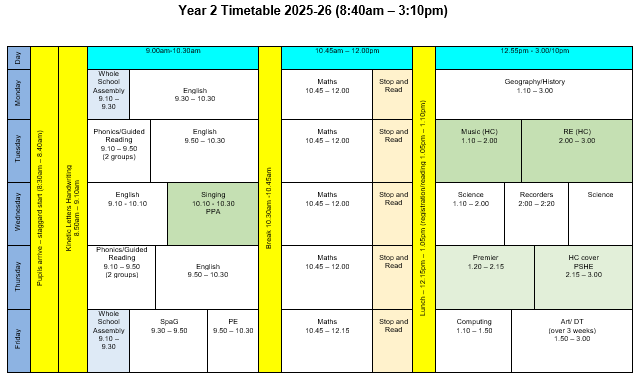 Year 2 Timetable 2025-26 (8:40am – 3:10pm)
Day
9.00am-10.30am
10.45am – 12.00pm
12.55pm - 3.00/10pm
Pupils arrive – staggard start (8:30am – 8.40am)
Kinetic Letters Handwriting
8.50am – 9.10am
Break 10.30am -10.45am
Lunch – 12.15pm – 1.05pm (registration/reading 1.05pm – 1.10pm)
Monday
Whole
School
Assembly
9.10 –
9.30
English
9.30 – 10.30
Maths
10.45 – 12.00
Stop and
Read
Geography/History
1.10 – 3.00
Tuesday
Phonics/Guided
Reading
9.10 – 9.50
(2 groups)
English
9.50 – 10.30
Maths
10.45 – 12.00
Stop and
Read
Music (HC)
1.10 – 2.00
RE (HC)
2.00 – 3.00
Wednesday
English
9.10 - 10.10
Singing
10.10 - 10.30
PPA
Maths
10.45 – 12.00
Stop and
Read
Science
1.10 – 2.00
Recorders
2:00 – 2:20
Science
Thursday
Phonics/Guided
Reading
9.10 – 9.50
(2 groups)
English
9.50 – 10.30
Maths
10.45 – 12.00
Stop and
Read
Premier
1.20 – 2.15
HC cover
PSHE
2.15 – 3.00
Friday
Whole
School
Assembly
9.10 –
9.30
SpaG
9.30 – 9.50
PE
9.50 – 10.30
Maths
10.45 – 12.15
Stop and
Read
Computing
1.10 – 1.50
Art/ DT
(over 3 weeks)
1.50 – 3.00